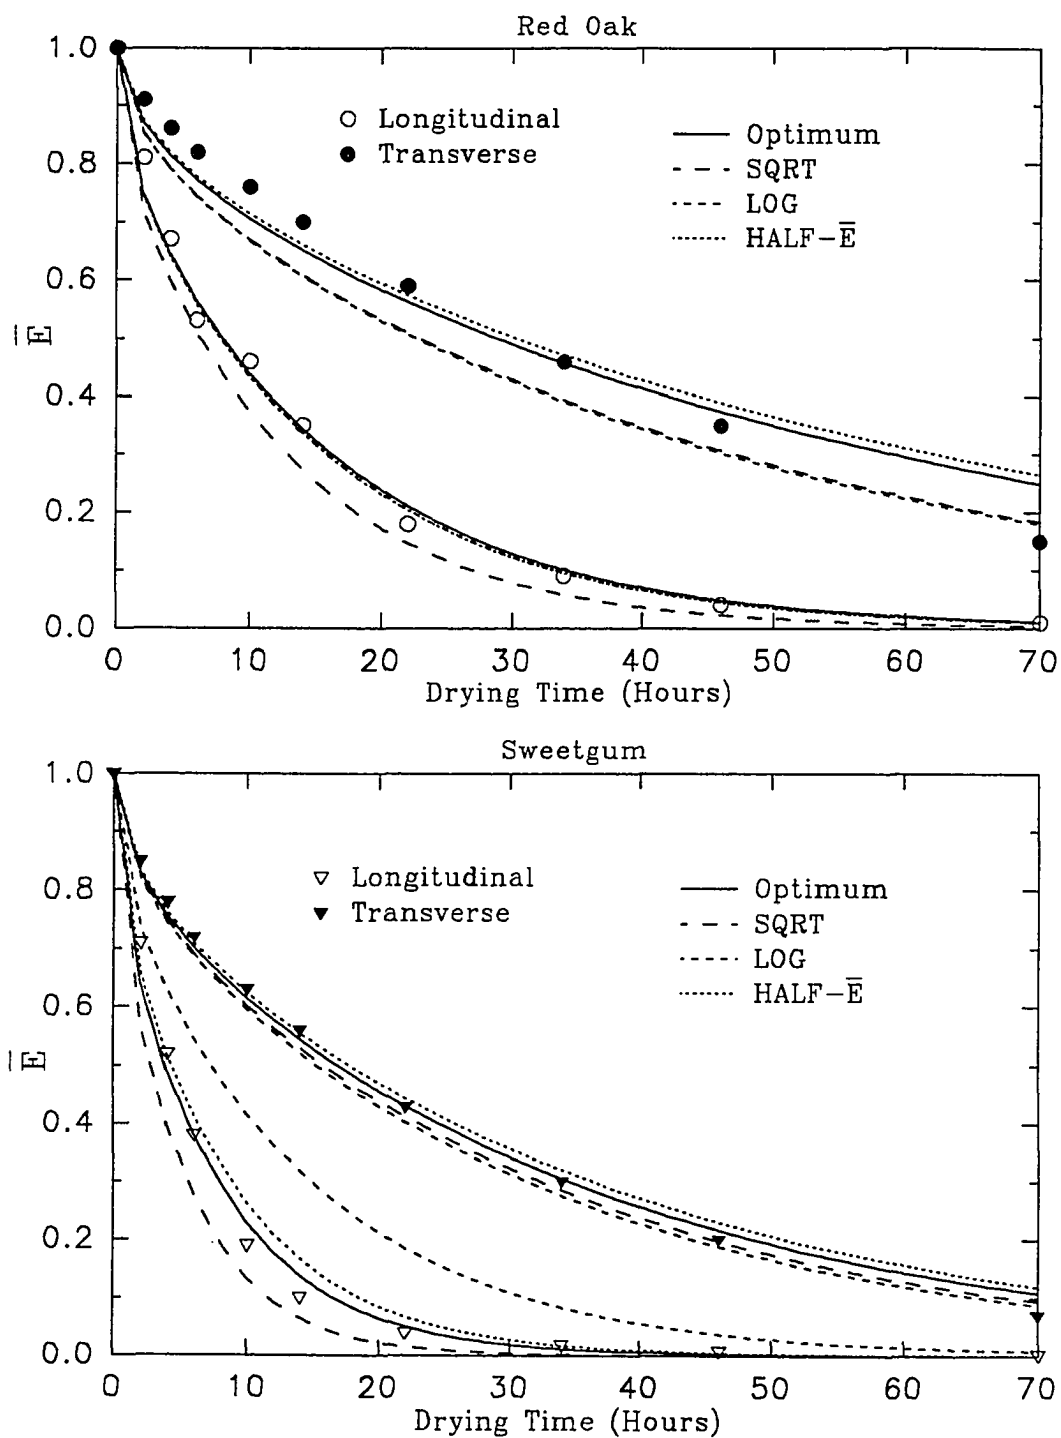 Red Oak
1.0
0.8
0.6
0.4
0.2
0.0
E̅
Longitudinal
Transverse
Optimum
SQRT
LOG
HALF-E̅
0 10 20 30 40 50 60 70
Drying Time (Hours)
Sweetgum
1.0
0.8
0.6
0.4
0.2
0.0
E̅
Longitudinal
Transverse
Optimum
SQRT
LOG
HALF-E̅
0 10 20 30 40 50 60 70
Drying Time (Hours)